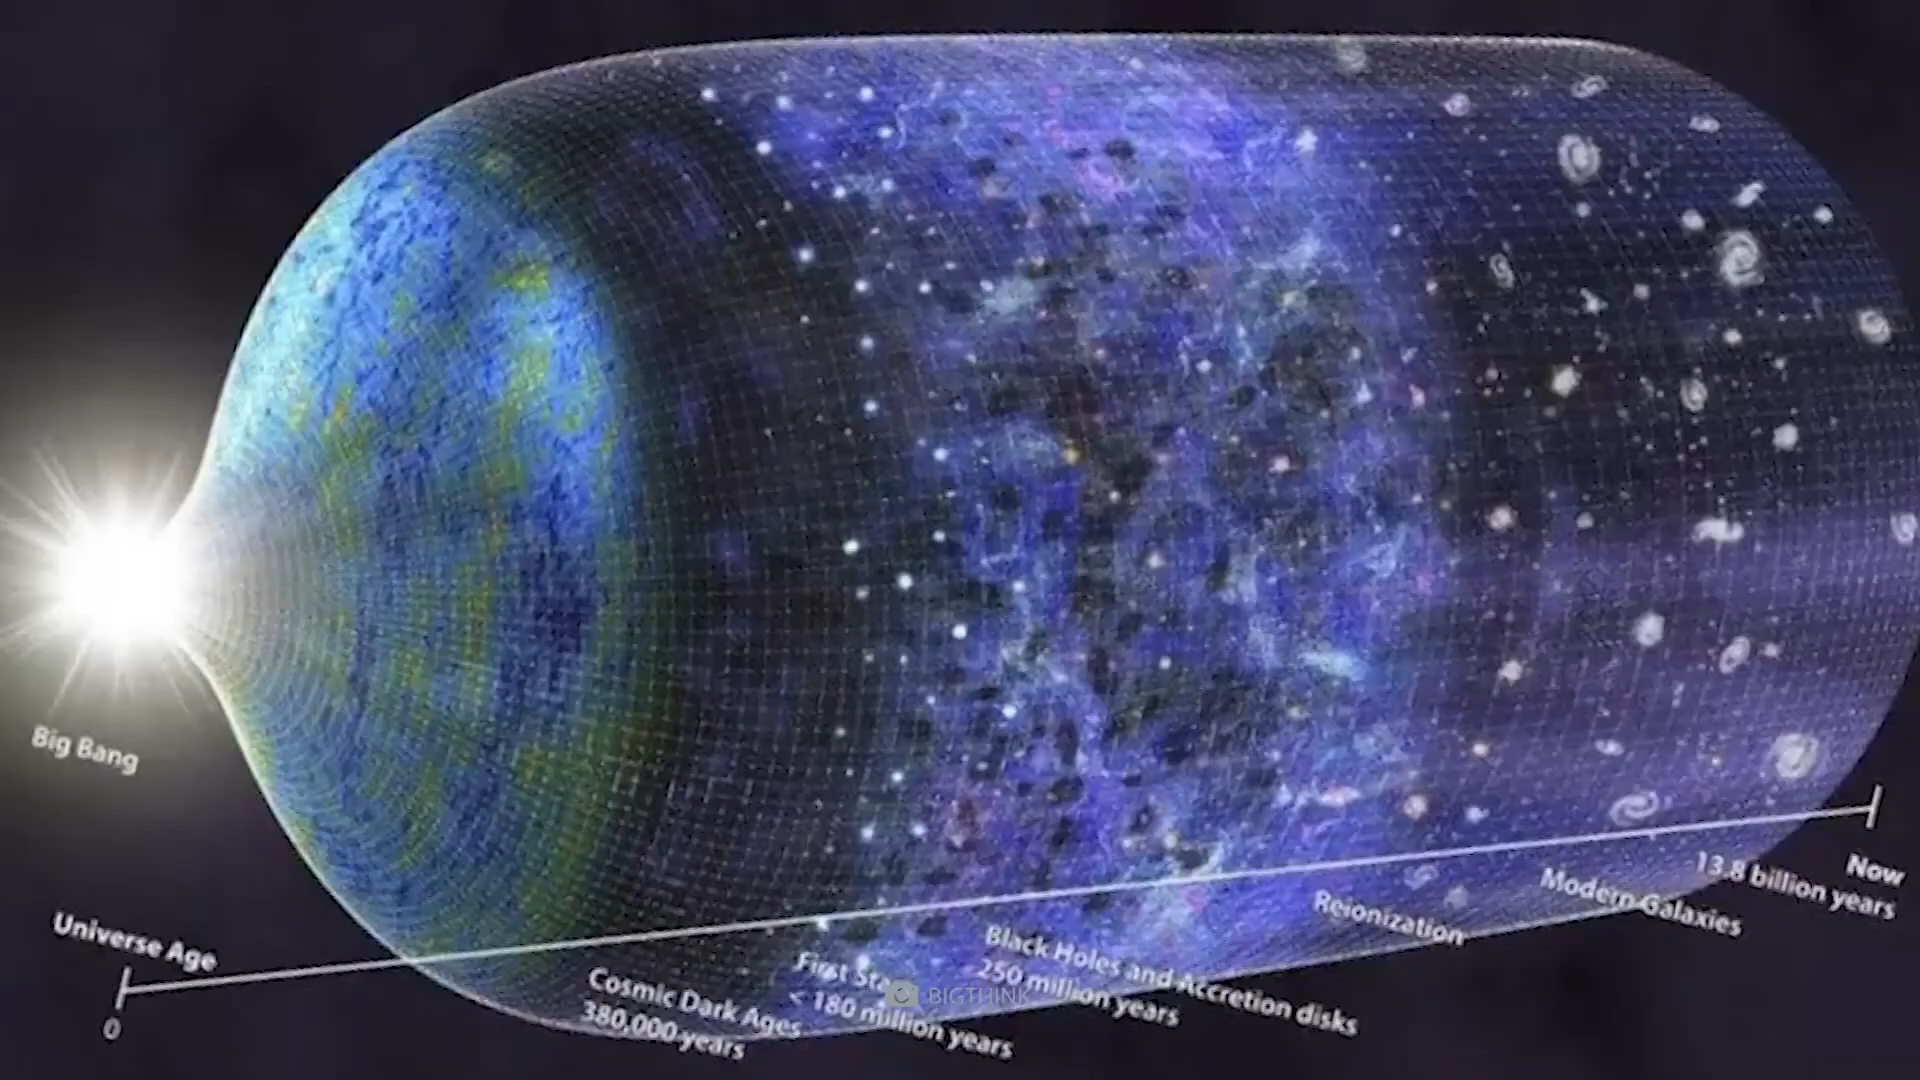 Big Bang
Universe Age
0
Cosmic Dark Ages
380,000 years
First
< 180 million years
BIGTHINK
Black Holes and Accretion disks
250 million years
Reionization
Modern Galaxies
13.8 billion years
Now